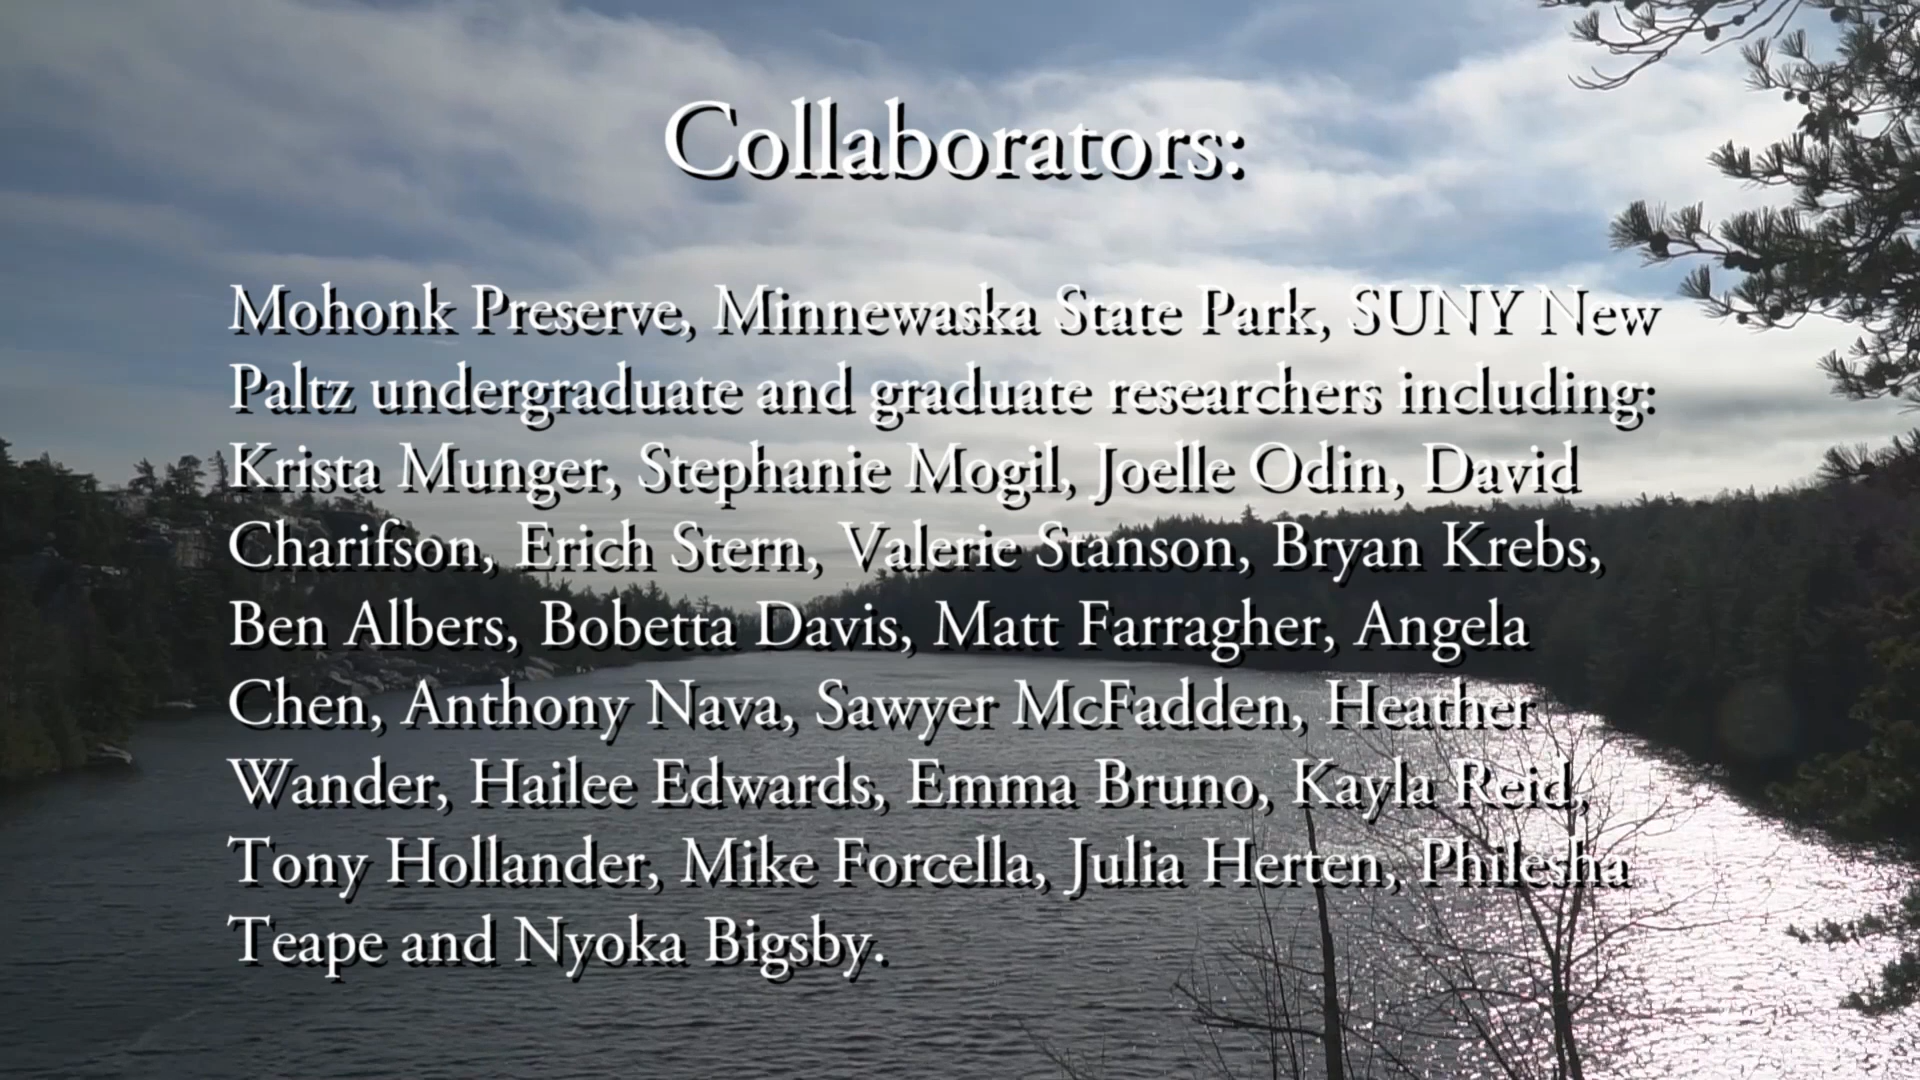 Collaborators:
Mohonk Preserve, Minnewaska State Park, SUNY New
Paltz undergraduate and graduate researchers including:
Krista Munger, Stephanie Mogil, Joelle Odin, David
Charifson, Erich Stern, Valerie Stanson, Bryan Krebs,
Ben Albers, Bobetta Davis, Matt Farragher, Angela
Chen, Anthony Nava, Sawyer McFadden, Heather
Wander, Hailee Edwards, Emma Bruno, Kayla Reid,
Tony Hollander, Mike Forcella, Julia Herten, Philesha
Teape and Nyoka Bigsby.